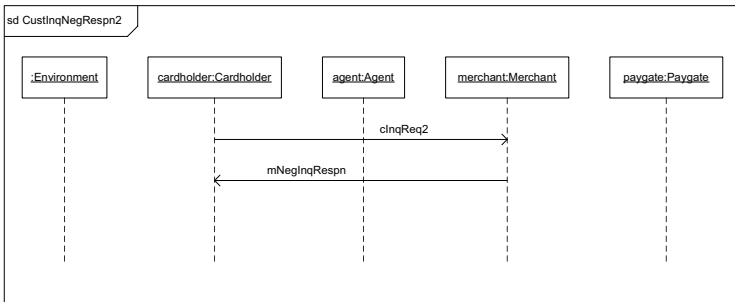 sd CustInqNegRespn2
:Environment
cardholder:Cardholder
agent:Agent
merchant:Merchant
paygate:Paygate
cInqReq2
mNegInqRespn